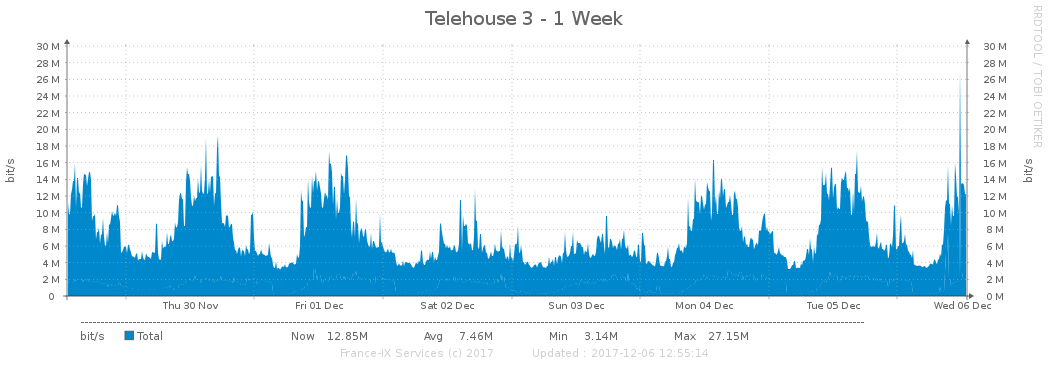 Telehouse 3 - 1 Week
RRDTOOL / TOBI OETIKER
bit/s
bit/s
30 M 30 M
28 M 28 M
26 M 26 M
24 M 24 M
22 M 22 M
20 M 20 M
18 M 18 M
16 M 16 M
14 M 14 M
12 M 12 M
10 M 10 M
8 M 8 M
6 M 6 M
4 M 4 M
2 M 2 M
0 0 M
Thu 30 Nov Fri 01 Dec Sat 02 Dec Sun 03 Dec Mon 04 Dec Tue 05 Dec Wed 06 Dec
bit/s Total Now 12.85M Avg 7.46M Min 3.14M Max 27.15M
France-IX Services (c) 2017 Updated : 2017-12-06 12:55:14